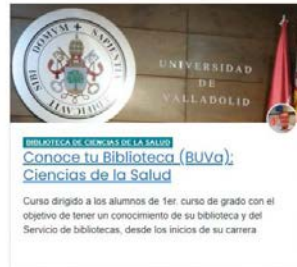 UNIVERSIDAD
DE
VALLADOLID
BIBLIOTECA DE CIENCIAS DE LA SALUD
Conoce tu Biblioteca (BUVa):
Ciencias de la Salud
Curso dirigido a los alumnos de 1er. curso de grado con el
objetivo de tener un conocimiento de su biblioteca y del
Servicio de bibliotecas, desde los inicios de su carrera